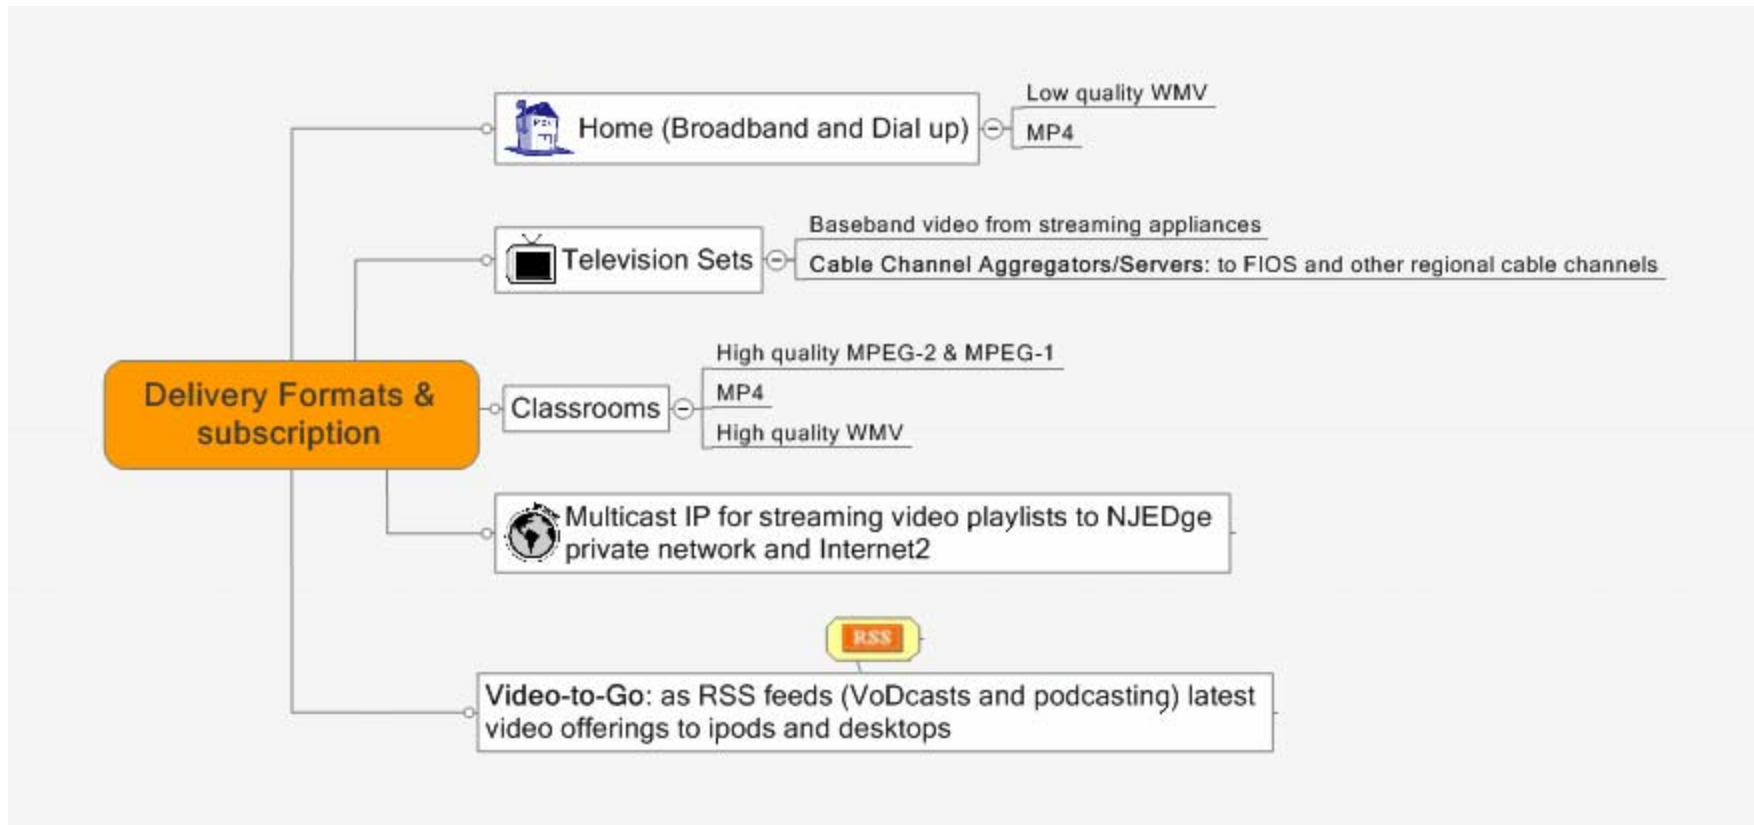 Low quality WMV
Home (Broadband and Dial up)
MP4
Baseband video from streaming appliances
Television Sets
Cable Channel Aggregators/Servers: to FIOS and other regional cable channels
High quality MPEG-2 & MPEG-1
Delivery Formats &
subscription
Classrooms
MP4
High quality WMV
Multicast IP for streaming video playlists to NJEDge
private network and Internet2
RSS
Video-to-Go: as RSS feeds (VoDcasts and podcasting) latest
video offerings to ipods and desktops